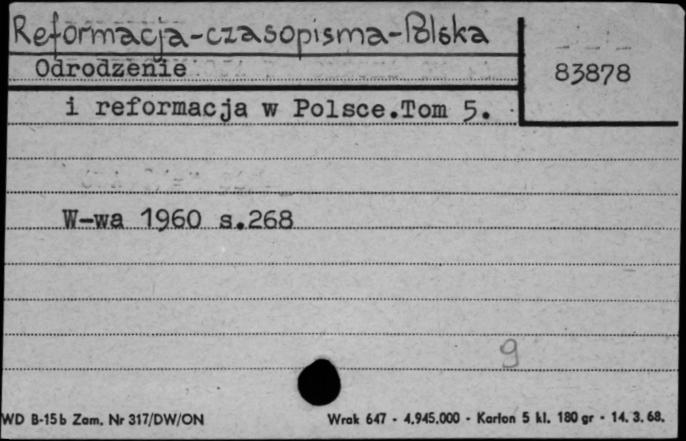 Reformacja-czasopisma-Polska
Odrodzenie
83878
i reformacja w Polsce.Tom 5.
W-wa 1960 s.268
9
WD B-15b Zam. Nr 317/DW/ON
Wrak 647 - 4.945.000 - Karton 5 kl. 180 gr - 14. 3. 68.